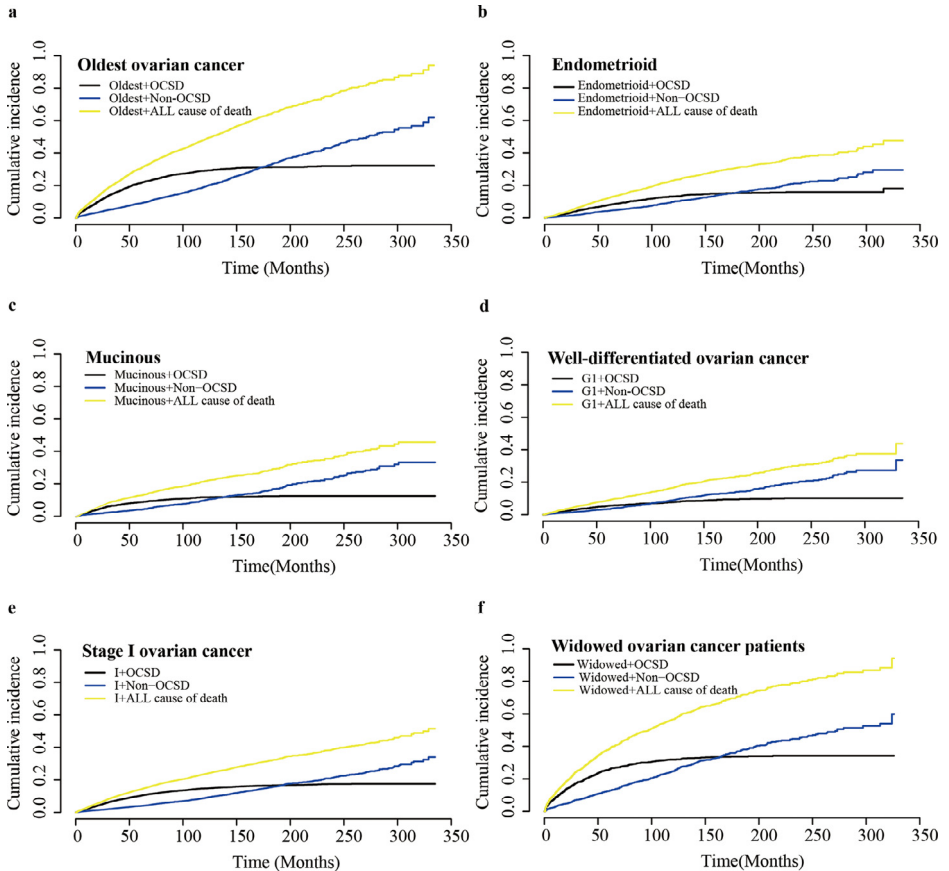 a
Oldest ovarian cancer
Oldest+OCSD
Oldest+Non-OCSD
Oldest+ALL cause of death
Cumulative incidence
0.0 0.2 0.4 0.6 0.8 1.0
0 50 100 150 200 250 300 350
Time (Months)
b
Endometrioid
Endometrioid+OCSD
Endometrioid+Non−OCSD
Endometrioid+ALL cause of death
Cumulative incidence
0.0 0.2 0.4 0.6 0.8 1.0
0 50 100 150 200 250 300 350
Time(Months)
c
Mucinous
Mucinous+OCSD
Mucinous+Non−OCSD
Mucinous+ALL cause of death
Cumulative incidence
0.0 0.2 0.4 0.6 0.8 1.0
0 50 100 150 200 250 300 350
Time(Months)
d
Well-differentiated ovarian cancer
G1+OCSD
G1+Non-OCSD
G1+ALL cause of death
Cumulative incidence
0.0 0.2 0.4 0.6 0.8 1.0
0 50 100 150 200 250 300 350
Time(Months)
e
Stage I ovarian cancer
I+OCSD
I+Non−OCSD
I+ALL cause of death
Cumulative incidence
0.0 0.2 0.4 0.6 0.8 1.0
0 50 100 150 200 250 300 350
Time (Months)
f
Widowed ovarian cancer patients
Widowed+OCSD
Widowed+Non−OCSD
Widowed+ALL cause of death
Cumulative incidence
0.0 0.2 0.4 0.6 0.8 1.0
0 50 100 150 200 250 300 350
Time(Months)